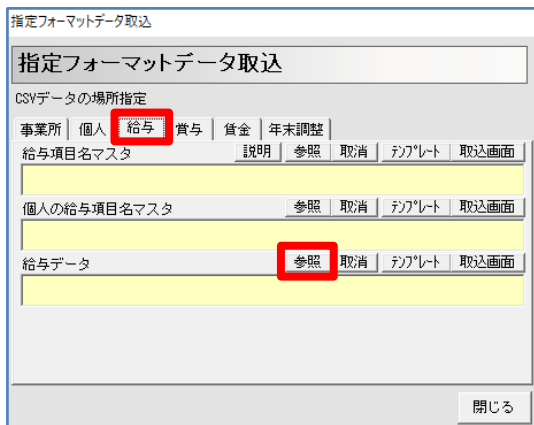 指定フォーマットデータ取込
指定フォーマットデータ取込
CSVデータの場所指定
事業所 個人 給与 賞与 賃金 年末調整
給与項目名マスタ 説明 参照 取消 テンプレート 取込画面
個人の給与項目名マスタ 参照 取消 テンプレート 取込画面
給与データ 参照 取消 テンプレート 取込画面
閉じる